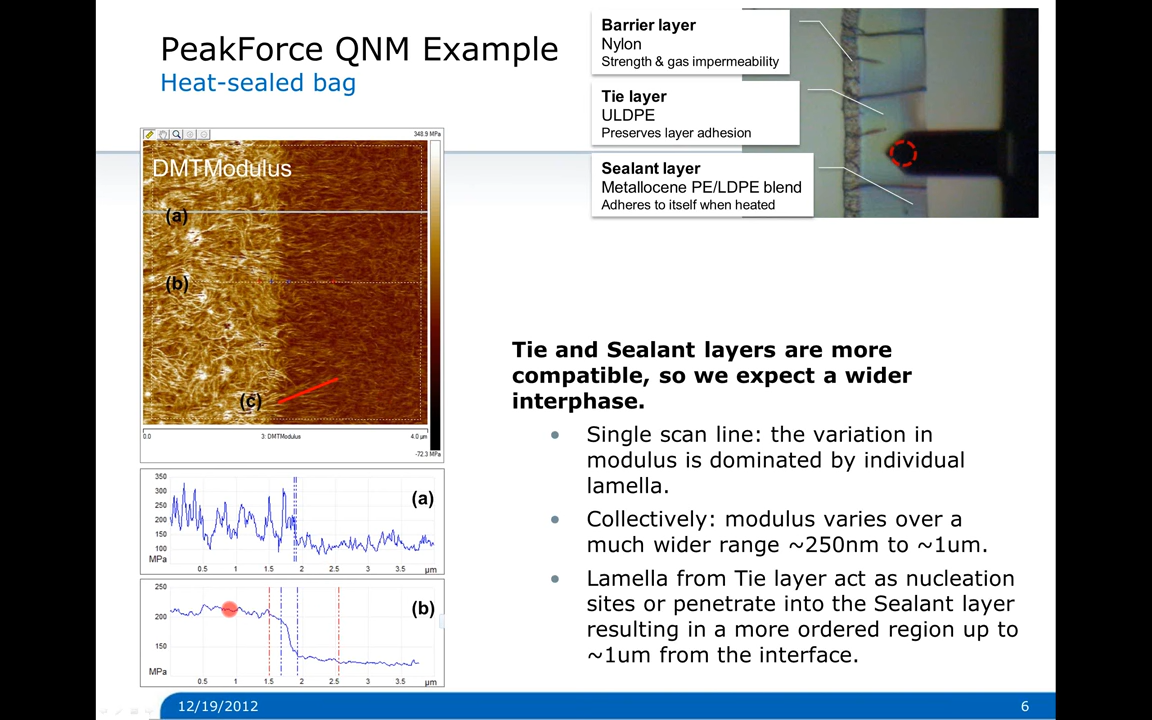 PeakForce QNM Example
Heat-sealed bag
Barrier layer
Nylon
Strength & gas impermeability
Tie layer
ULDPE
Preserves layer adhesion
Sealant layer
Metallocene PE/LDPE blend
Adheres to itself when heated
348.9 MPa
DMTModulus
(a)
(b)
(c)
0.0
3: DMTModulus
4.0 µm
-72.3 MPa
350
300
250
200
150
100
MPa
(a)
0.5 1 1.5 2 2.5 3 3.5 µm
250
200
150
MPa
(b)
0.5 1 1.5 2 2.5 3 3.5 µm
Tie and Sealant layers are more
compatible, so we expect a wider
interphase.
• Single scan line: the variation in
modulus is dominated by individual
lamella.
• Collectively: modulus varies over a
much wider range ~250nm to ~1um.
• Lamella from Tie layer act as nucleation
sites or penetrate into the Sealant layer
resulting in a more ordered region up to
~1um from the interface.
12/19/2012
6